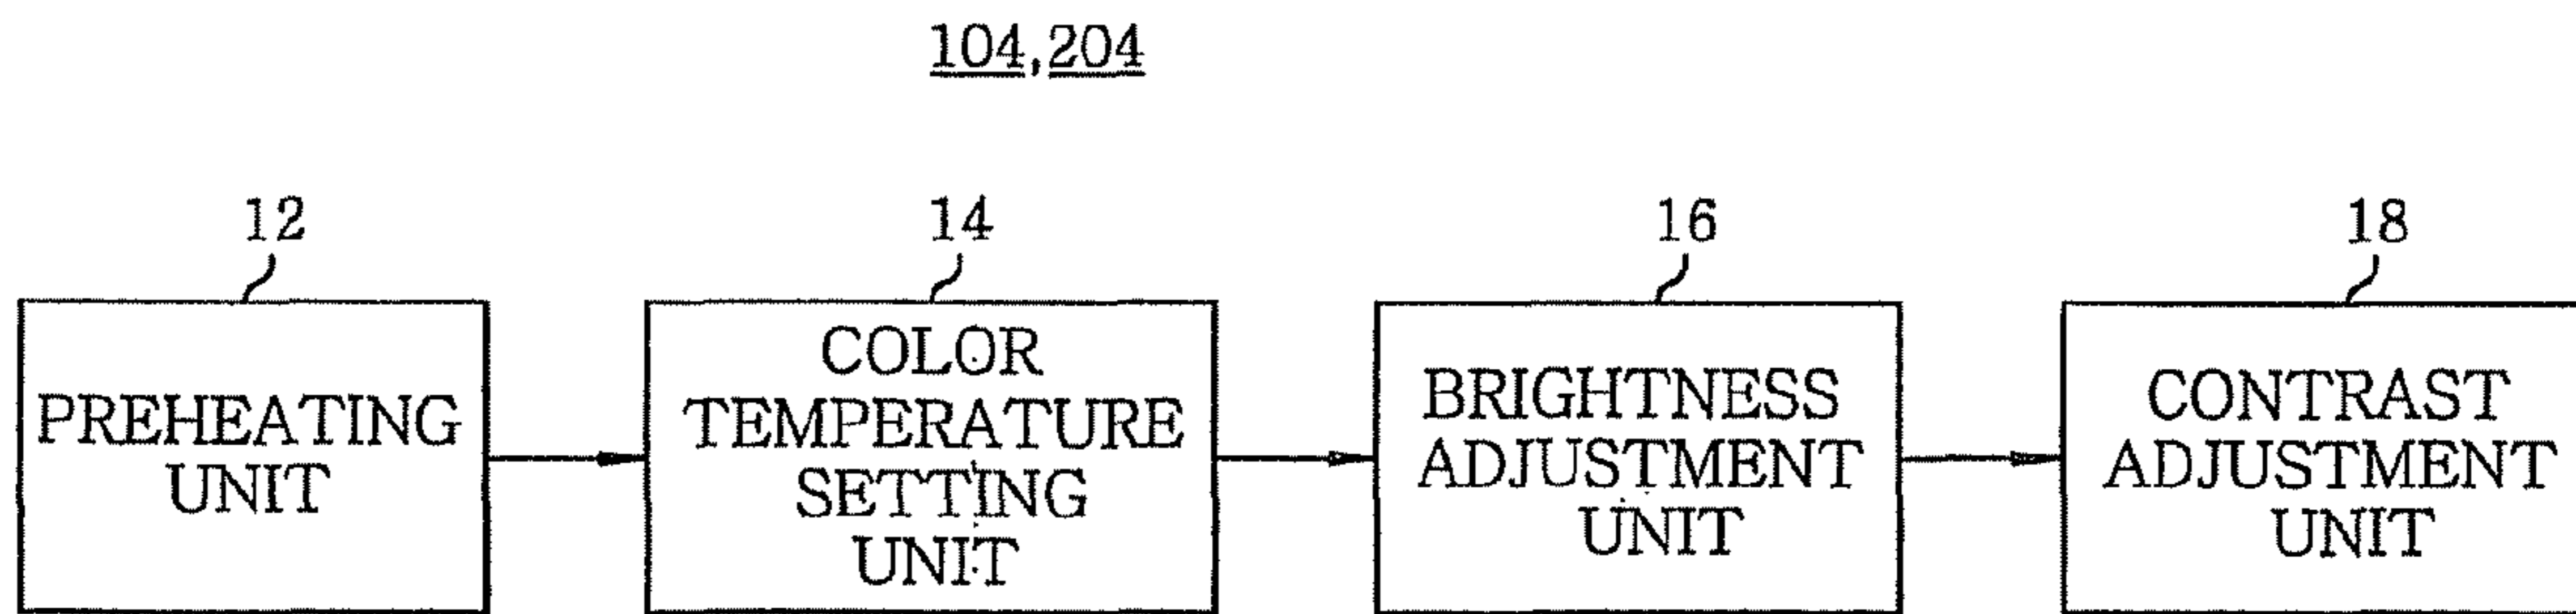 104,204
12
14
16
18
PREHEATING
UNIT
COLOR
TEMPERATURE
SETTING
UNIT
BRIGHTNESS
ADJUSTMENT
UNIT
CONTRAST
ADJUSTMENT
UNIT